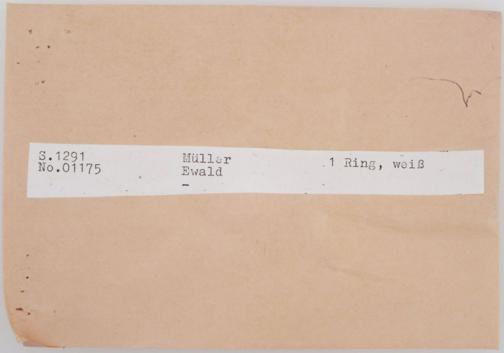 S.1291 Müller 1 Ring, weiß
No.01175 Ewald
-